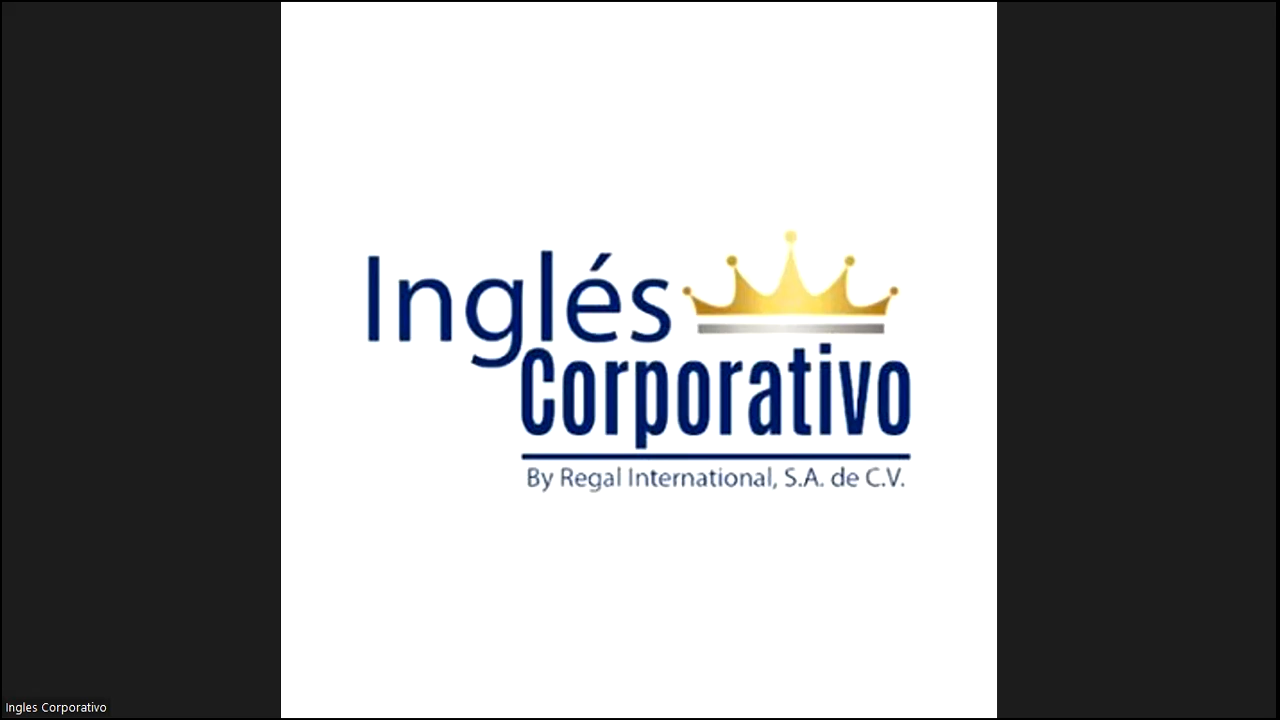 Inglés
Corporativo
By Regal International, S.A. de C.V.
Ingles Corporativo